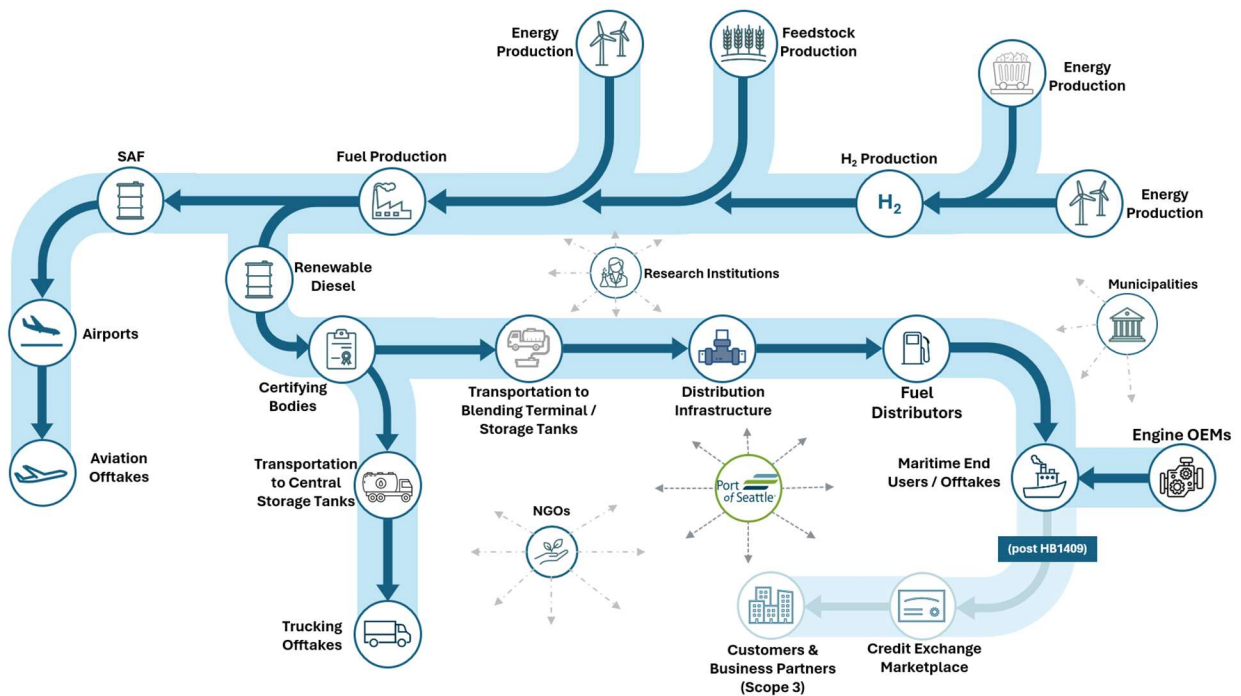 Energy
Production
Feedstock
Production
Energy
Production
SAF
Fuel Production
H₂ Production
H₂
Energy
Production
Renewable
Diesel
Research Institutions
Municipalities
Airports
Certifying
Bodies
Transportation to
Blending Terminal /
Storage Tanks
Distribution
Infrastructure
Fuel
Distributors
Engine OEMs
Aviation
Offtakes
Transportation
to Central
Storage Tanks
Maritime End
Users / Offtakes
Port
of Seattle
NGOs
(post HB1409)
Trucking
Offtakes
Customers &
Business Partners
(Scope 3)
Credit Exchange
Marketplace